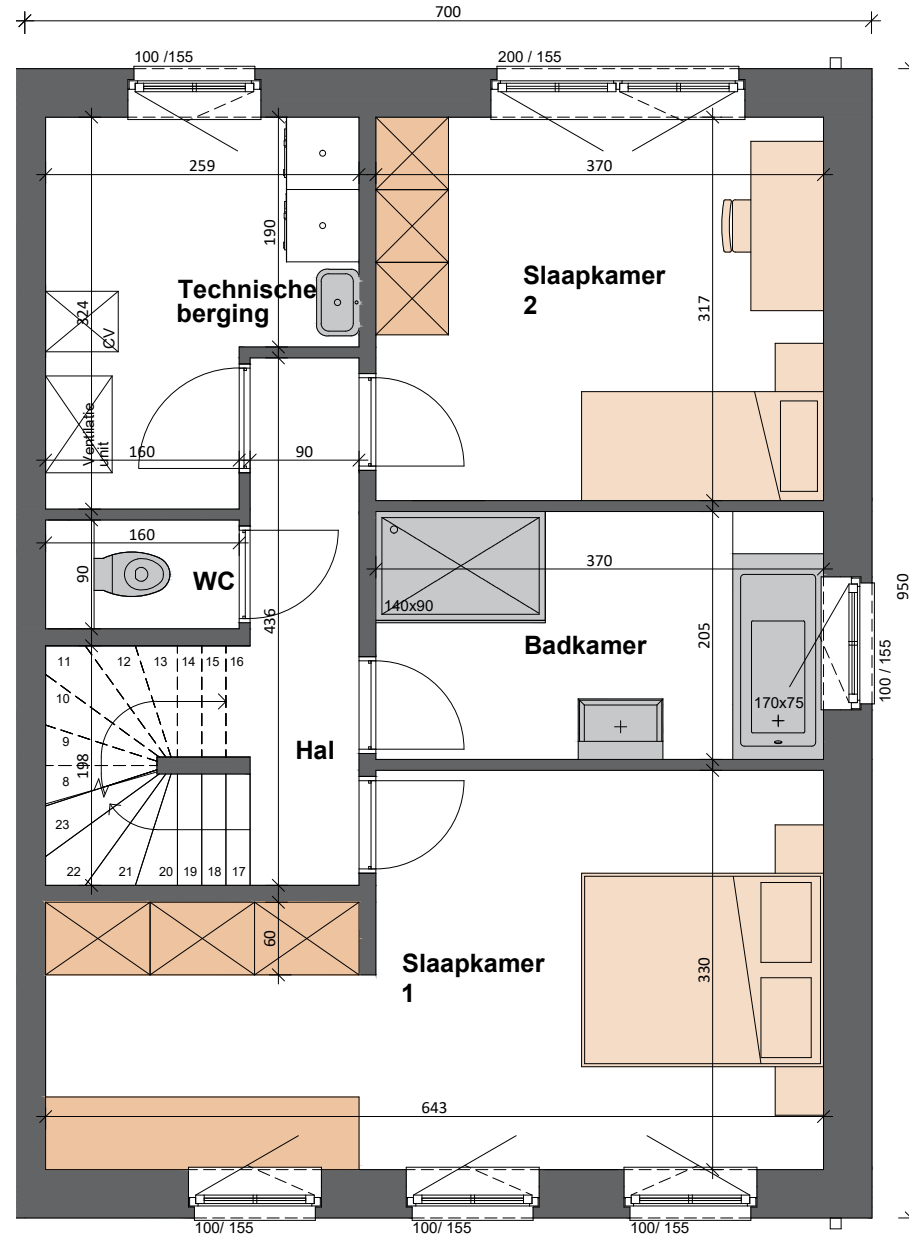 700
100 /155
200 / 155
259
370
190
Technische
berging
Slaapkamer
2
324
317
CV
Ventilatie
unit
160
90
160
WC
90
370
140x90
436
Badkamer
205
950
100 / 155
170x75
11
12
13
14
15
16
10
9
8
198
Hal
23
22
21
20
19
18
17
60
Slaapkamer
1
330
643
100/ 155
100/ 155
100/ 155